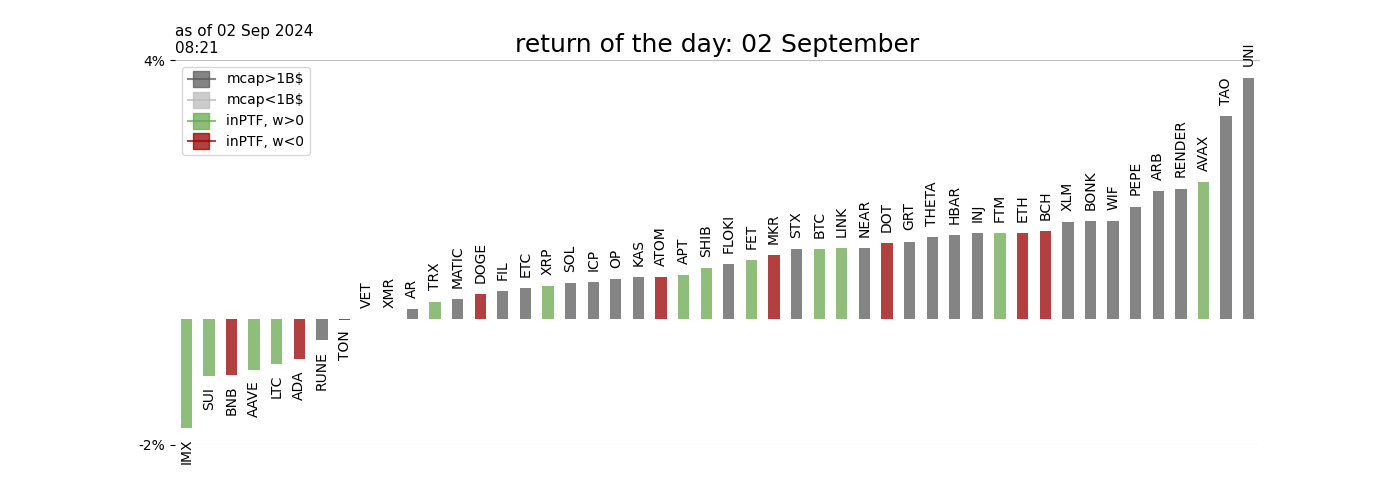 as of 02 Sep 2024
08:21
return of the day: 02 September
4%
mcap>1B$
mcap<1B$
inPTF, w>0
inPTF, w<0
-2%
IMX
SUI
BNB
AAVE
LTC
ADA
RUNE
TON
VET
XMR
AR
TRX
MATIC
DOGE
FIL
ETC
XRP
SOL
ICP
OP
KAS
ATOM
APT
SHIB
FLOKI
FET
MKR
STX
BTC
LINK
NEAR
DOT
GRT
THETA
HBAR
INJ
FTM
ETH
BCH
XLM
BONK
WIF
PEPE
ARB
RENDER
AVAX
TAO
UNI